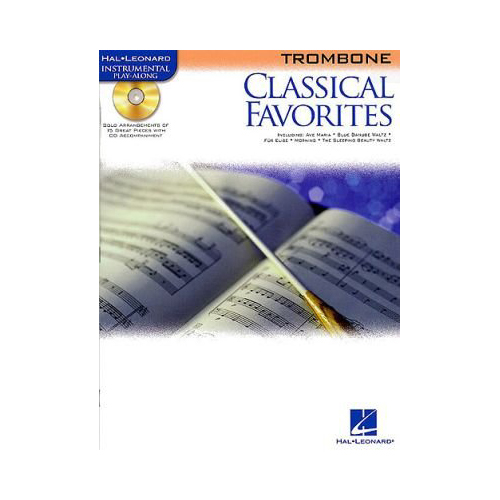 HAL•LEONARD
INSTRUMENTAL
PLAY-ALONG
TROMBONE
CLASSICAL
FAVORITES
SOLO ARRANGEMENTS OF
15 GREAT PIECES WITH
CD ACCOMPANIMENT
INCLUDING: AVE MARIA • BLUE DANUBE WALTZ •
FÜR ELISE • MORNING • THE SLEEPING BEAUTY WALTZ
HAL•LEONARD®